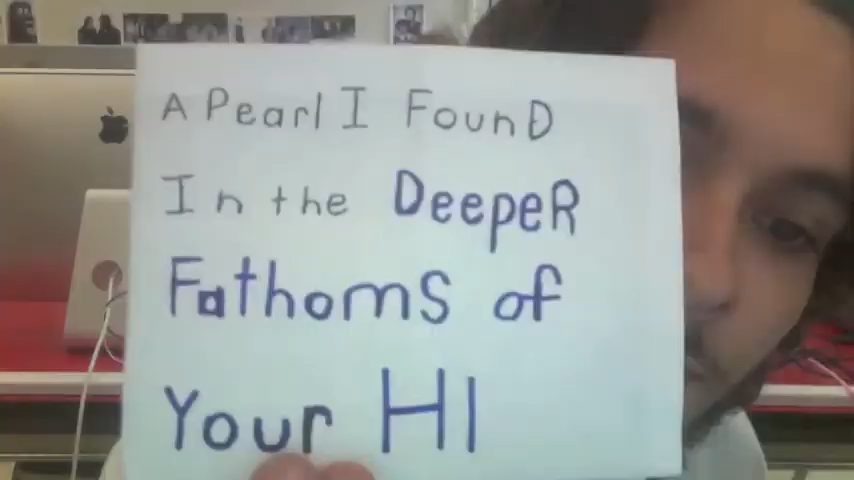 A Pearl I Found
In the DeepeR
FathomS of
Your HI